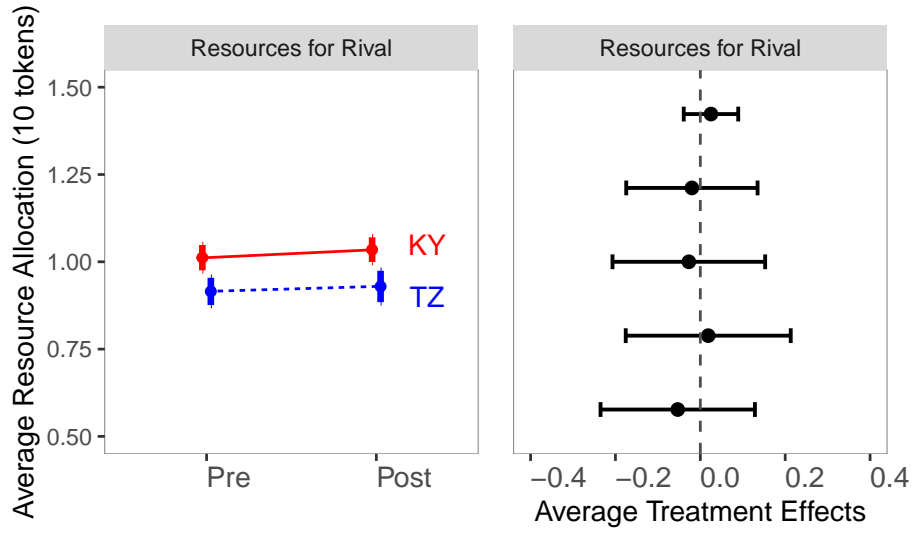 Resources for Rival
Average Resource Allocation (10 tokens)
1.50
1.25
1.00
0.75
0.50
KY
TZ
Pre
Post
Resources for Rival
−0.4
−0.2
0.0
0.2
0.4
Average Treatment Effects